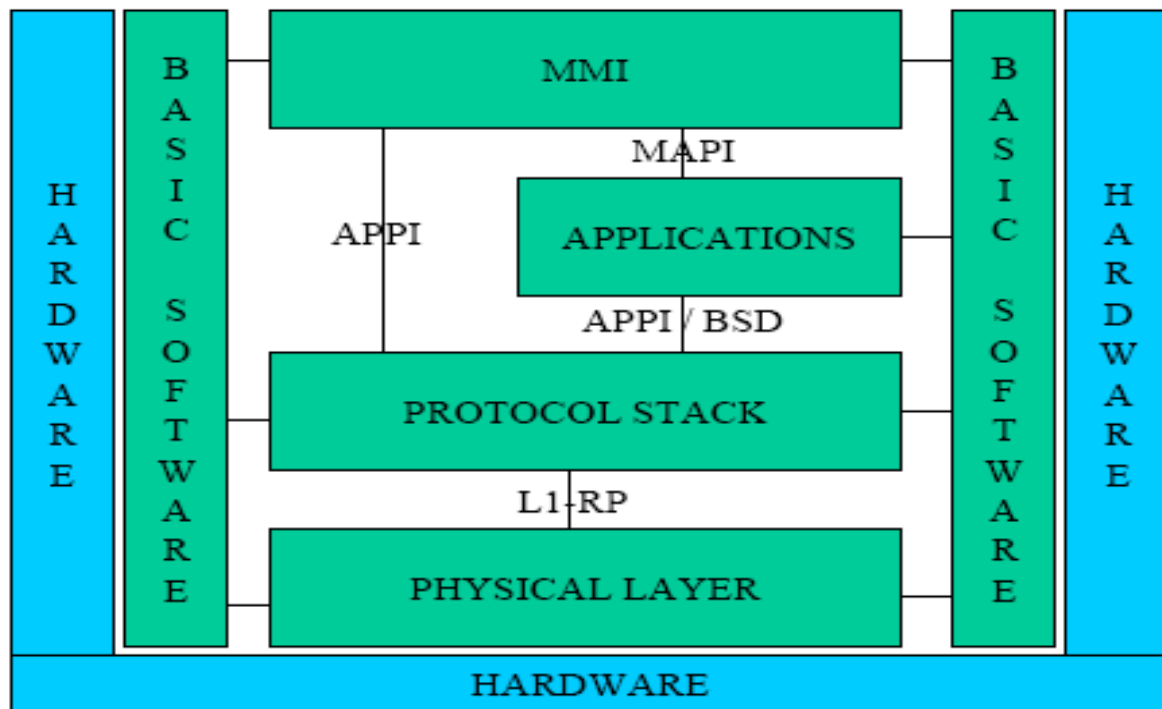 HARDWARE
BASIC SOFTWARE
MMI
MAPI
APPI
APPLICATIONS
APPI / BSD
PROTOCOL STACK
L1-RP
PHYSICAL LAYER
BASIC SOFTWARE
HARDWARE
HARDWARE